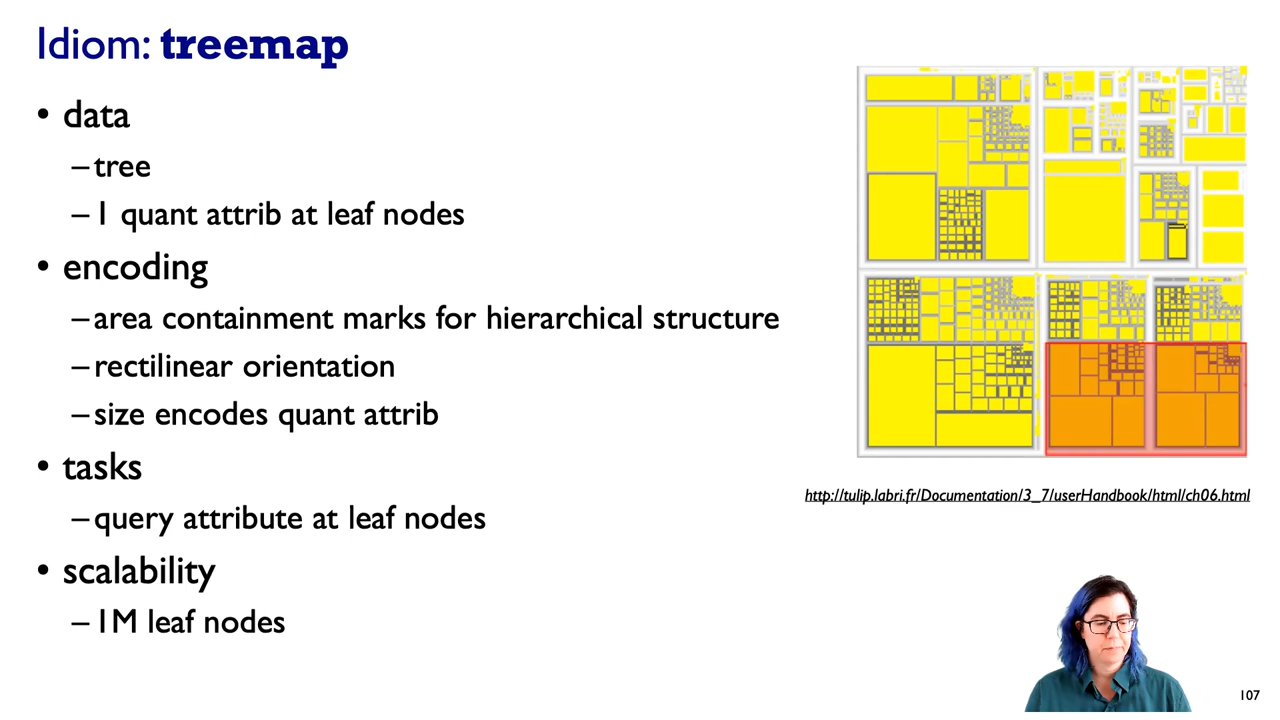 Idiom: treemap
• data
–tree
–1 quant attrib at leaf nodes
• encoding
–area containment marks for hierarchical structure
–rectilinear orientation
–size encodes quant attrib
• tasks
–query attribute at leaf nodes
• scalability
–1M leaf nodes
http://tulip.labri.fr/Documentation/3_7/userHandbook/html/ch06.html
107